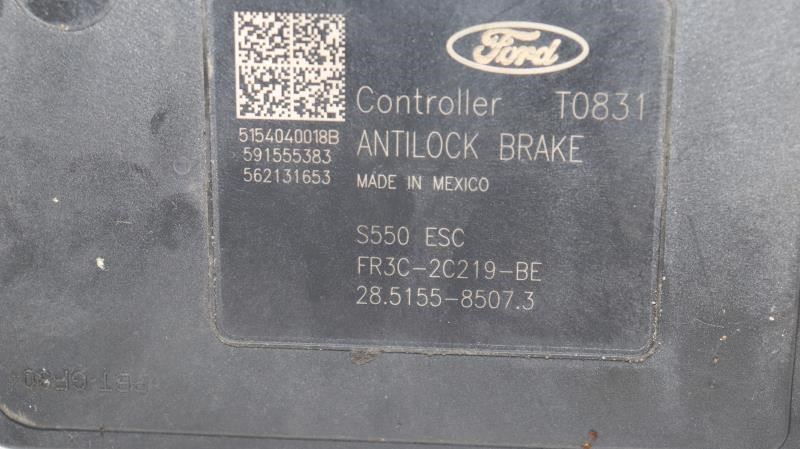 Ford
Controller T0831
ANTILOCK BRAKE
MADE IN MEXICO
5154040018B
591555383
562131653
S550 ESC
FR3C-2C219-BE
28.5155-8507.3